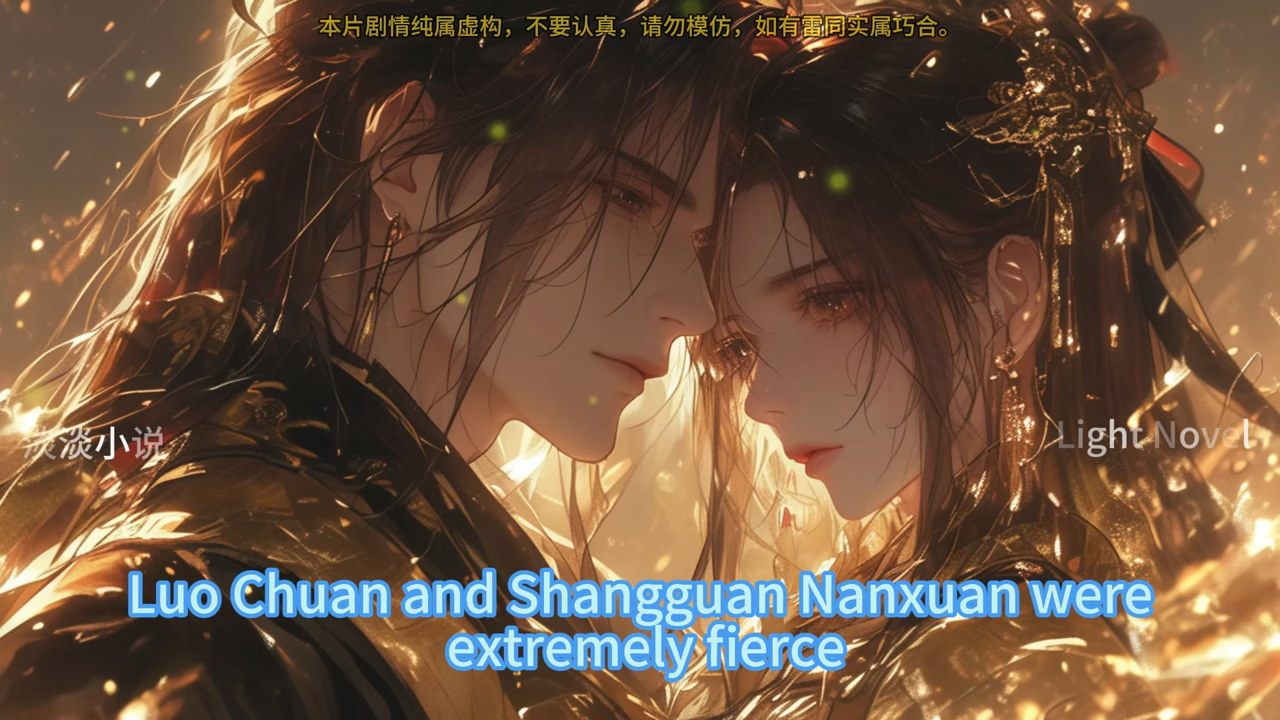 本片剧情纯属虚构，不要认真，请勿模仿，如有雷同实属巧合。
淡淡小说
Light Novel
Luo Chuan and Shangguan Nanxuan were
extremely fierce